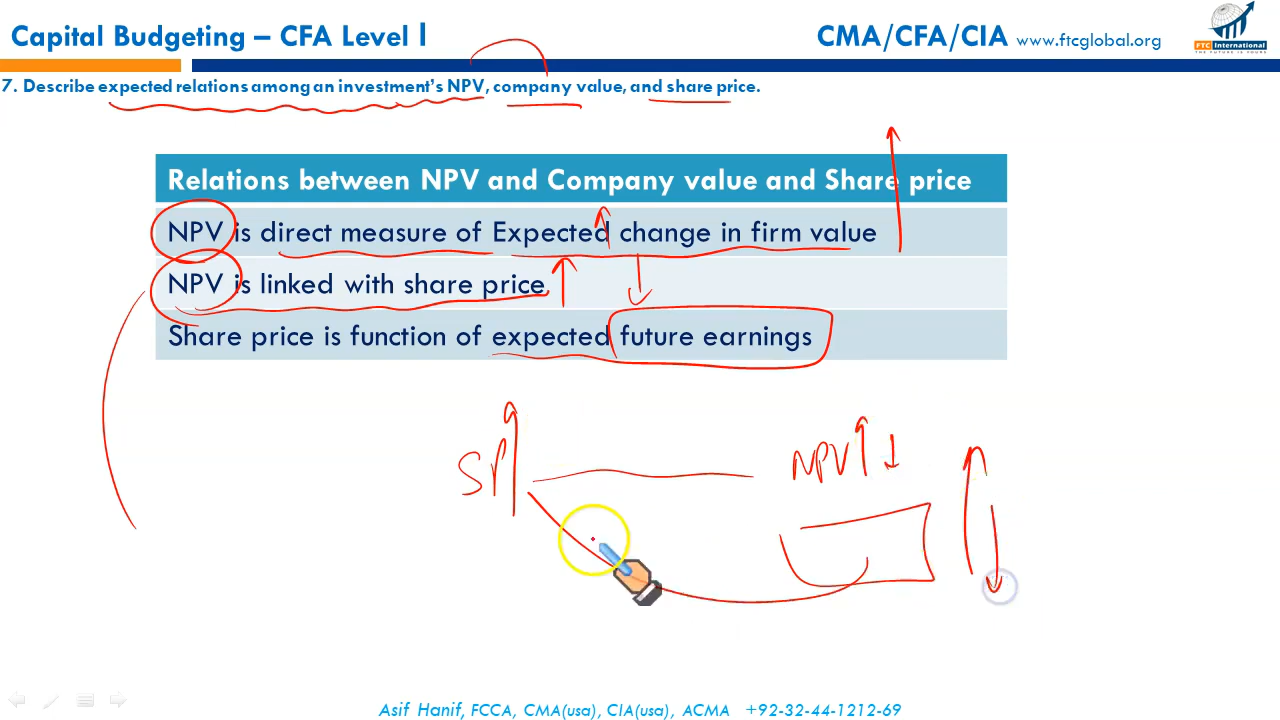 Capital Budgeting – CFA Level I
CMA/CFA/CIA www.ftcglobal.org
FTC International
THE FUTURE IS YOURS
7. Describe expected relations among an investment's NPV, company value, and share price.
Relations between NPV and Company value and Share price
NPV is direct measure of Expected change in firm value
NPV is linked with share price
Share price is function of expected future earnings
SP
NPV
Asif Hanif, FCCA, CMA(usa), CIA(usa), ACMA +92-32-44-1212-69